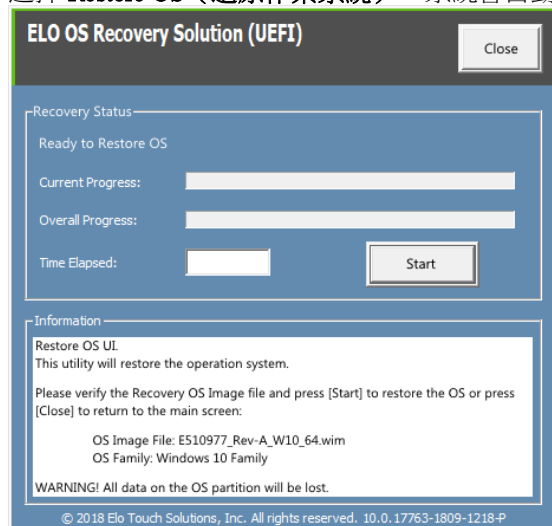 ELO OS Recovery Solution (UEFI)
Close
Recovery Status
Ready to Restore OS
Current Progress:
Overall Progress:
Time Elapsed:
Start
Information
Restore OS UI.
This utility will restore the operation system.
Please verify the Recovery OS Image file and press [Start] to restore the OS or press
[Close] to return to the main screen:
OS Image File: E510977_Rev-A_W10_64.wim
OS Family: Windows 10 Family
WARNING! All data on the OS partition will be lost.
© 2018 Elo Touch Solutions, Inc. All rights reserved. 10.0.17763-1809-1218-P